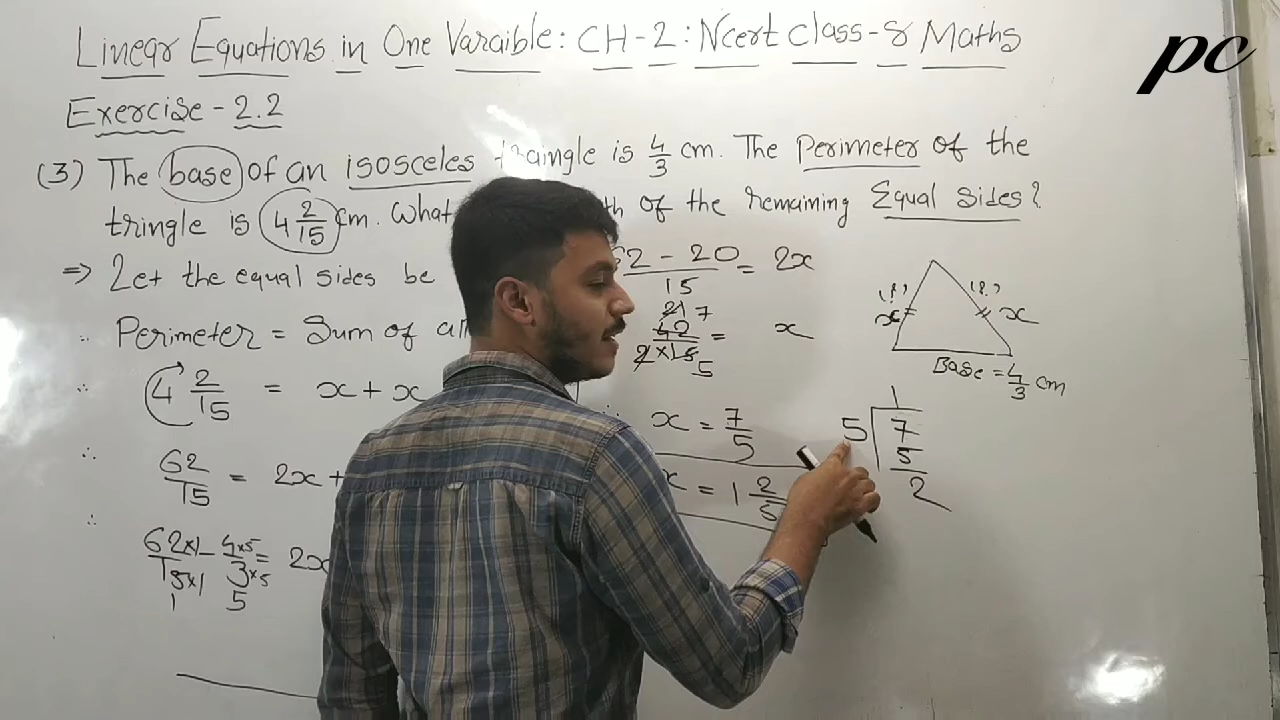 pc
Linear Equations in One Varaible: CH-2: Ncert Class-8 Maths
Exercise - 2.2
(3) The base of an isosceles traingle is 4/3 cm. The Perimeter of the
tringle is 4 2/15 cm. What of the remaining Equal sides?
=> Let the equal sides be
∴ Perimeter = Sum of
∴ 4 2/15 = x + x
∴ 62/15 = 2x +
∴ 62×1/15×1 - 4×5/3×5 = 2x
1 5
62 - 20/15 = 2x
21 7
42/2×15 = x
5
∴ x = 7/5
x = 1 2/5
(?) (?)
x x
Base = 4/3 cm
1
5 7
5
2